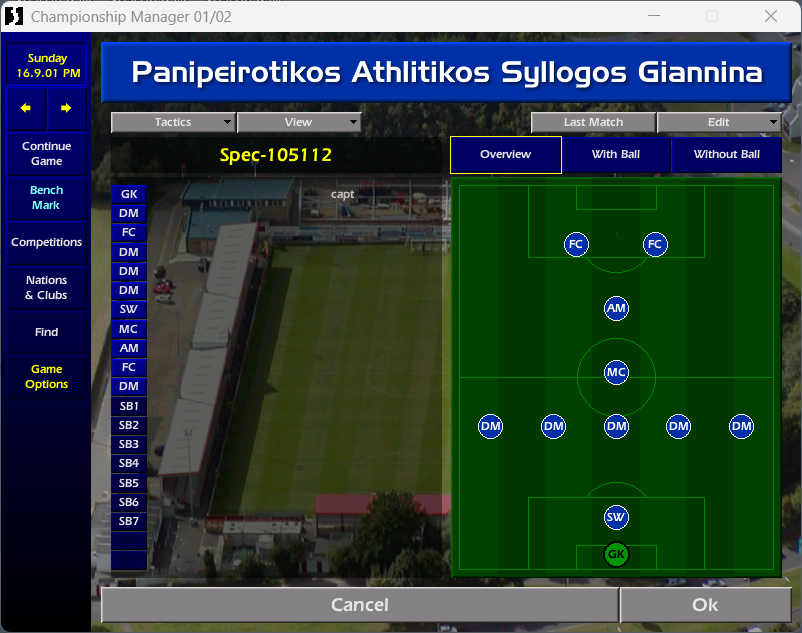 Championship Manager 01/02
Sunday
16.9.01 PM
Panipeirotikos Athlitikos Syllogos Giannina
Continue
Game
Bench
Mark
Competitions
Nations
& Clubs
Find
Game
Options
Tactics
View
Last Match
Edit
Spec-105112
Overview
With Ball
Without Ball
GK
capt
DM
FC
DM
DM
DM
SW
MC
AM
FC
DM
SB1
SB2
SB3
SB4
SB5
SB6
SB7
FC FC
AM
MC
DM DM DM DM DM
SW
GK
Cancel
Ok